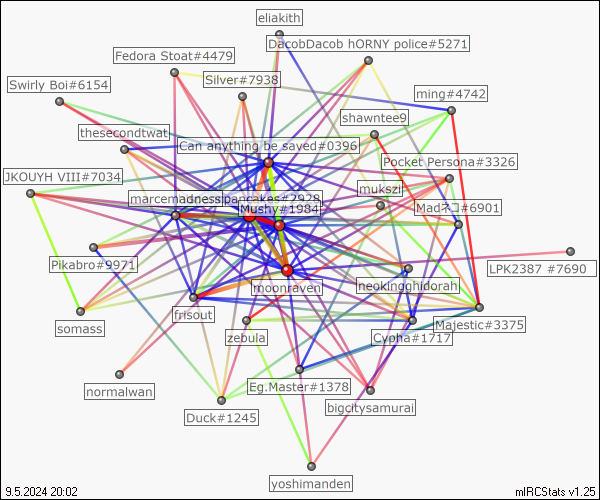 eliakith
DacobDacob hORNY police#5271
Fedora Stoat#4479
Silver#7938
Swirly Boi#6154
ming#4742
shawntee9
thesecondtwat
Can anything be sayed#0396
Pocket Persona#3326
JKOUYH VIII#7034
mukszi
marcemadness|pancakes#2928
Mushy#1984
Madネコ#6901
Pikabro#9971
LPK2387 #7690
moonraven
neokingghidorah
frisout
somass
zebula
Cypha#1717
Majestic#3375
normalwan
Eg.Master#1378
bigcitysamurai
Duck#1245
yoshimanden
9.5.2024 20:02
mIRCStats v1.25